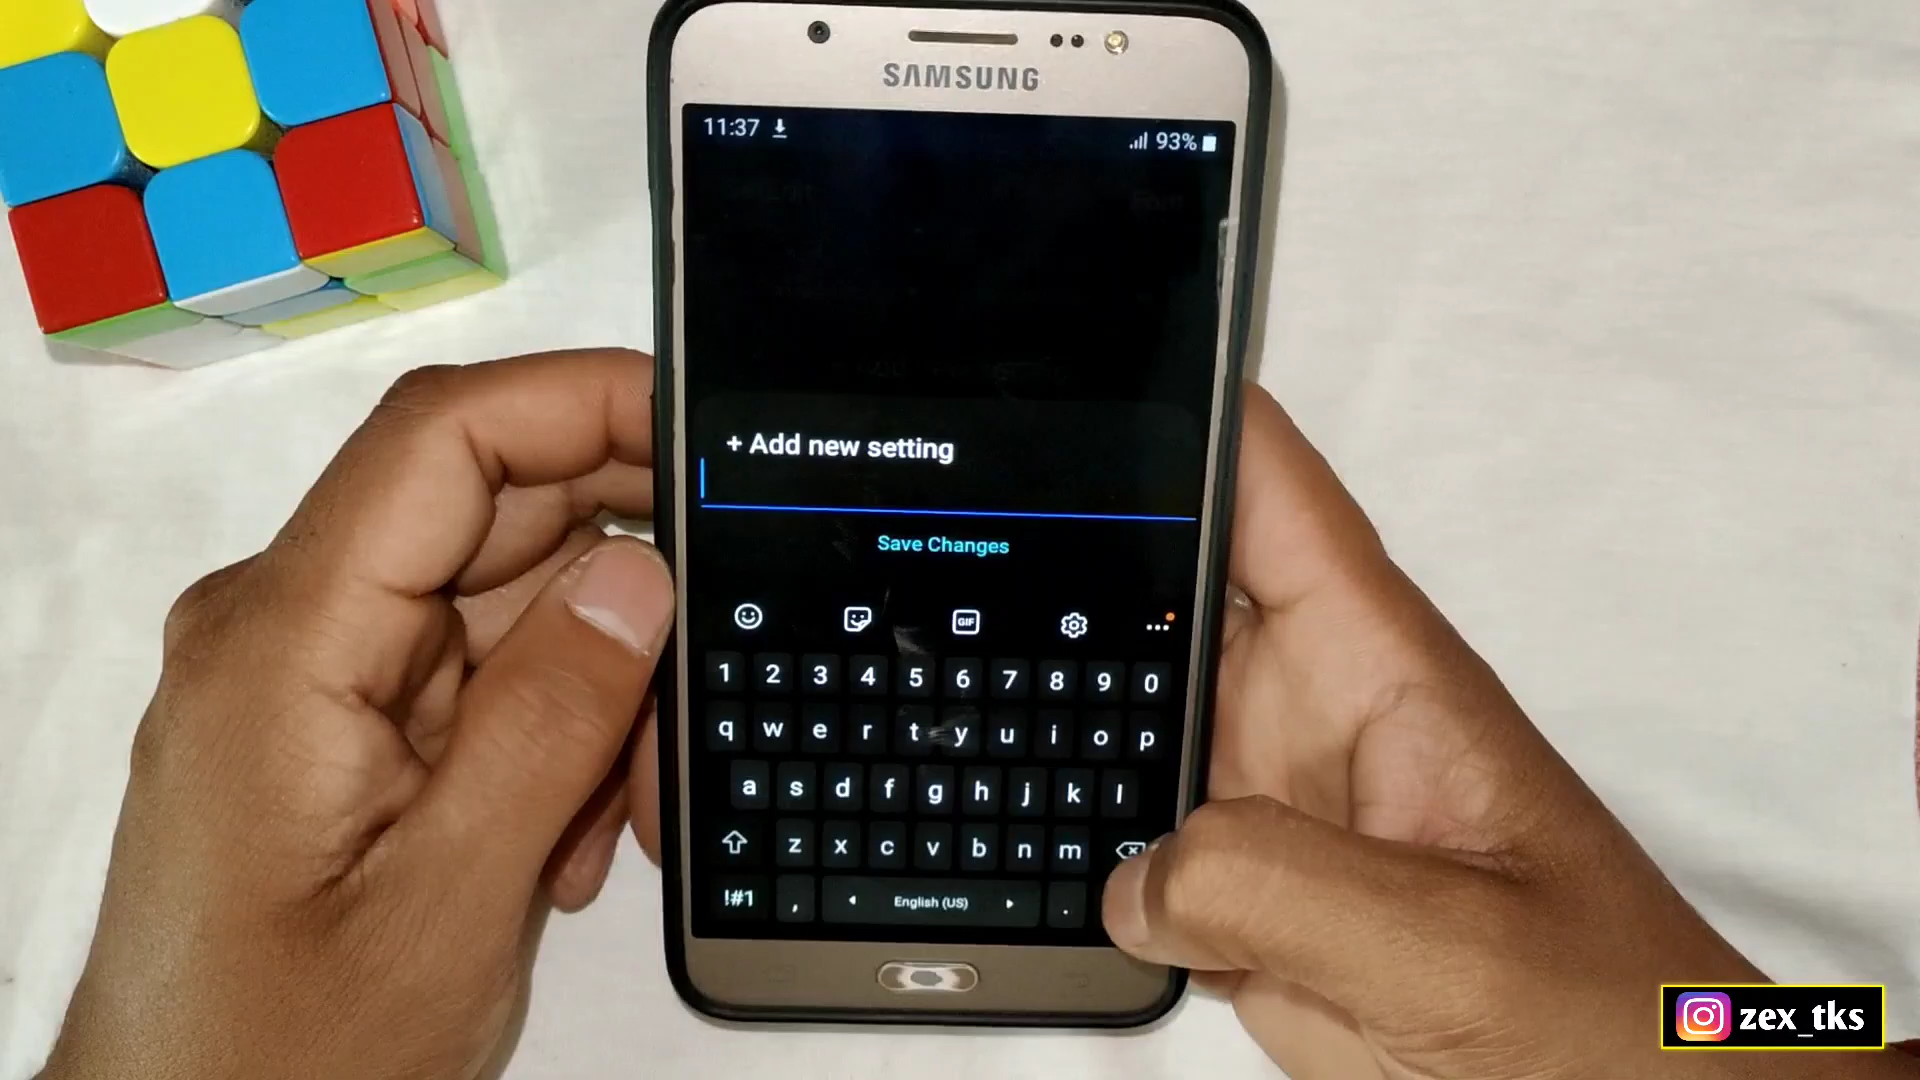 SAMSUNG
11:37
93%
+ Add new setting
Save Changes
GIF
1 2 3 4 5 6 7 8 9 0
q w e r t y u i o p
a s d f g h j k l
z x c v b n m
!#1 , English (US) .
zex_tks